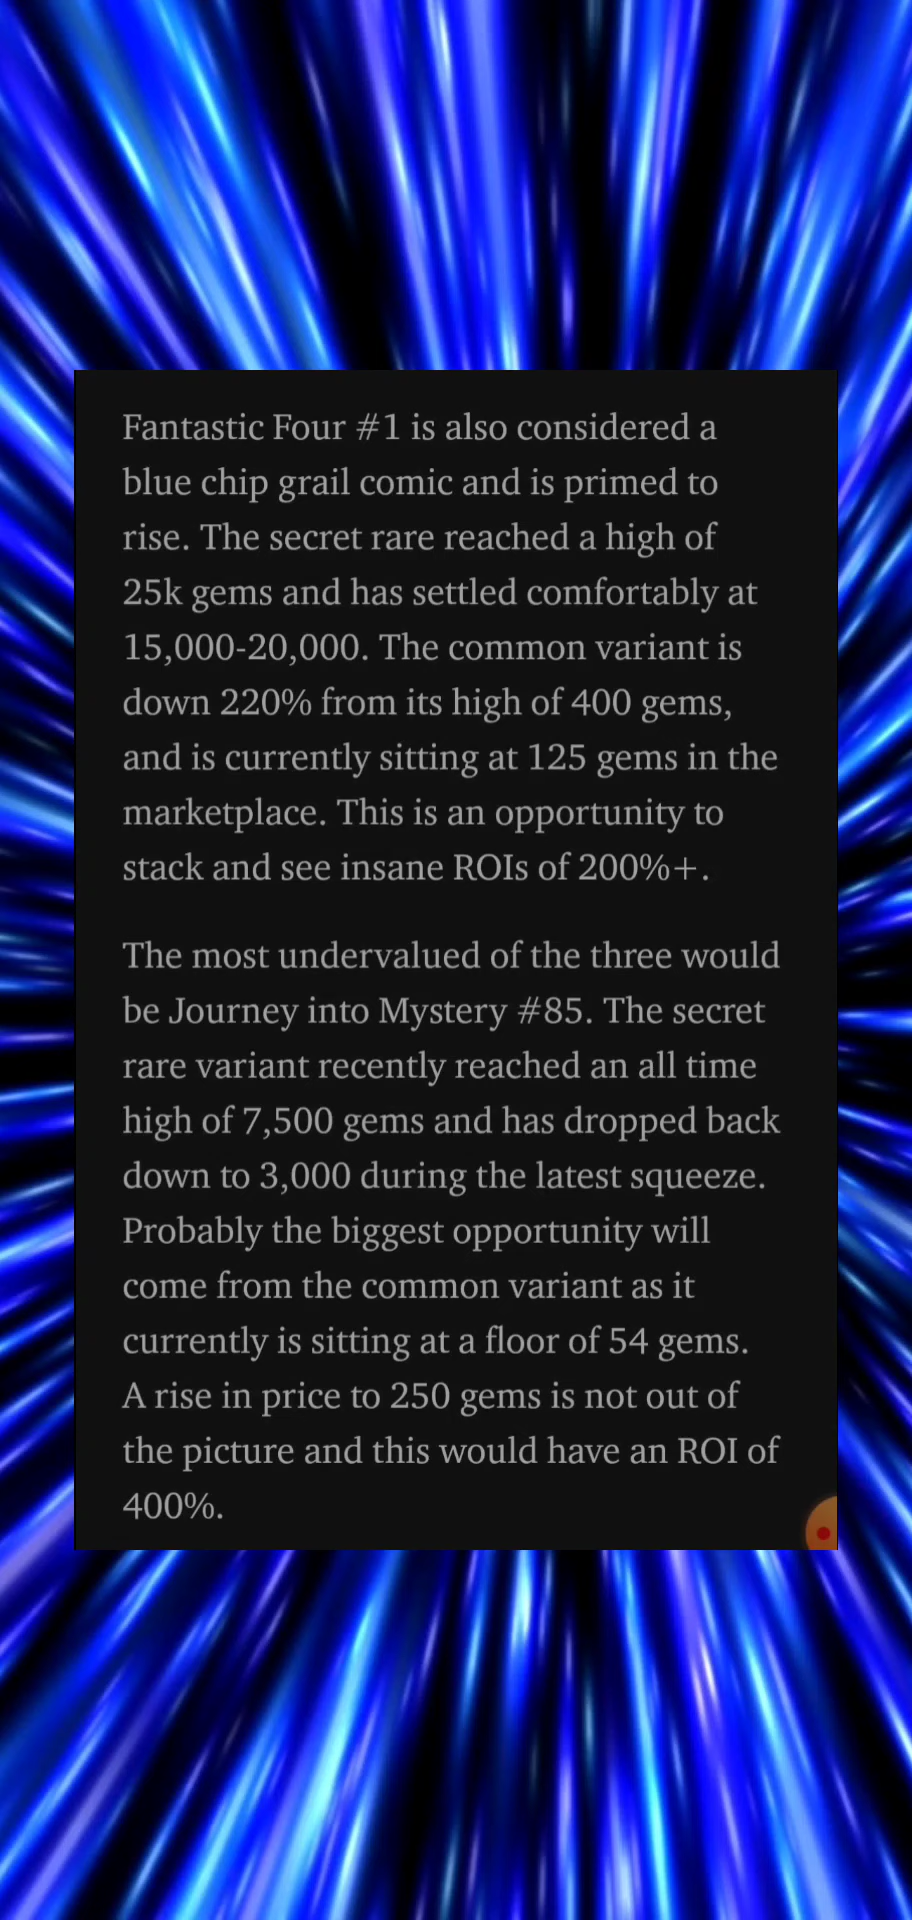 Fantastic Four #1 is also considered a
blue chip grail comic and is primed to
rise. The secret rare reached a high of
25k gems and has settled comfortably at
15,000-20,000. The common variant is
down 220% from its high of 400 gems,
and is currently sitting at 125 gems in the
marketplace. This is an opportunity to
stack and see insane ROIs of 200%+.
The most undervalued of the three would
be Journey into Mystery #85. The secret
rare variant recently reached an all time
high of 7,500 gems and has dropped back
down to 3,000 during the latest squeeze.
Probably the biggest opportunity will
come from the common variant as it
currently is sitting at a floor of 54 gems.
A rise in price to 250 gems is not out of
the picture and this would have an ROI of
400%.